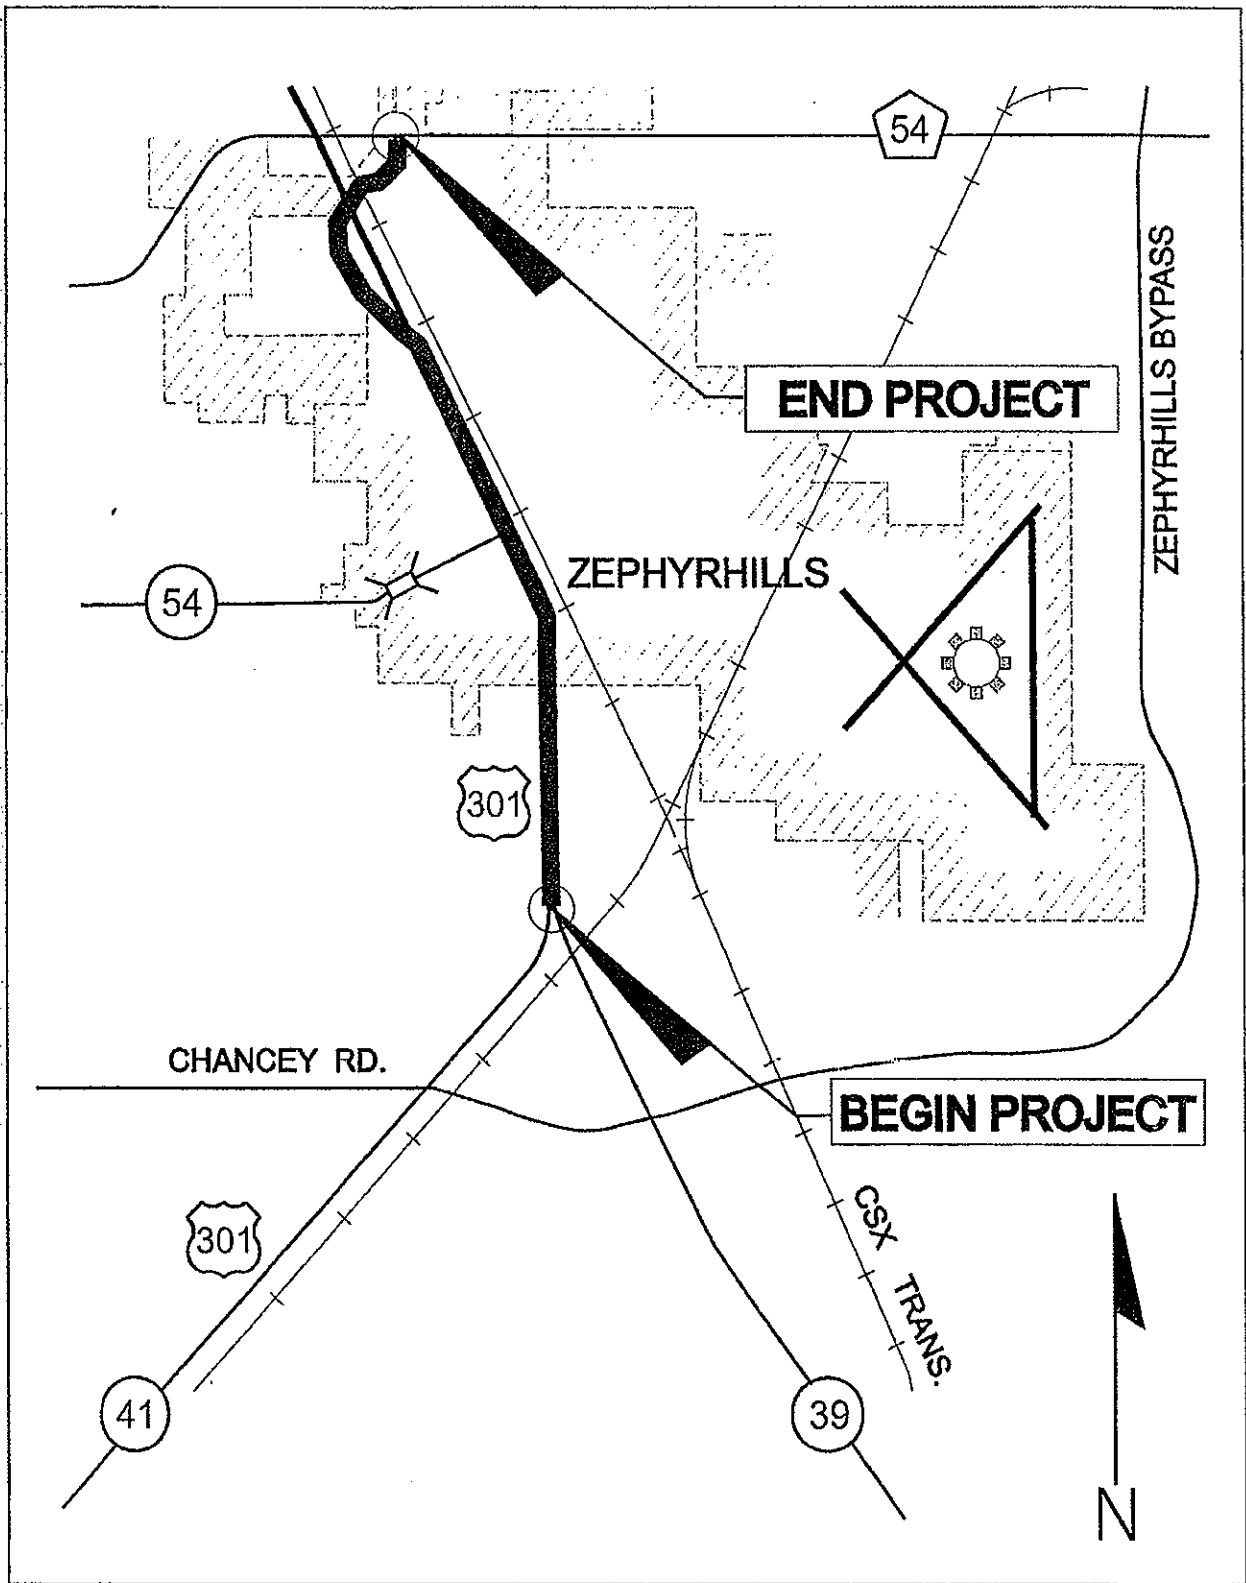 54
ZEPHYRHILLS BYPASS
END PROJECT
ZEPHYRHILLS
54
301
CHANCEY RD.
BEGIN PROJECT
301
CSX TRANS.
41
39
N